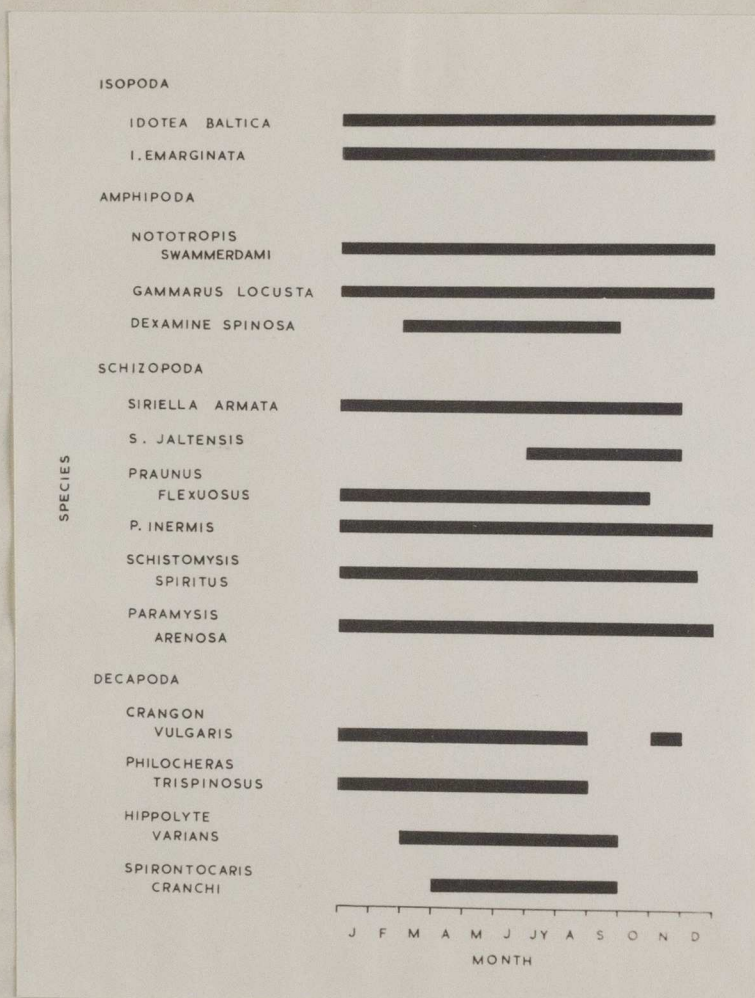 ISOPODA
IDOTEA BALTICA
I. EMARGINATA
AMPHIPODA
NOTOTROPIS
SWAMMERDAMI
GAMMARUS LOCUSTA
DEXAMINE SPINOSA
SCHIZOPODA
SIRIELLA ARMATA
S. JALTENSIS
PRAUNUS
FLEXUOSUS
P. INERMIS
SCHISTOMYSIS
SPIRITUS
PARAMYSIS
ARENOSA
DECAPODA
CRANGON
VULGARIS
PHILOCHERAS
TRISPINOSUS
HIPPOLYTE
VARIANS
SPIRONTOCARIS
CRANCHI
SPECIES
J F M A M J JY A S O N D
MONTH